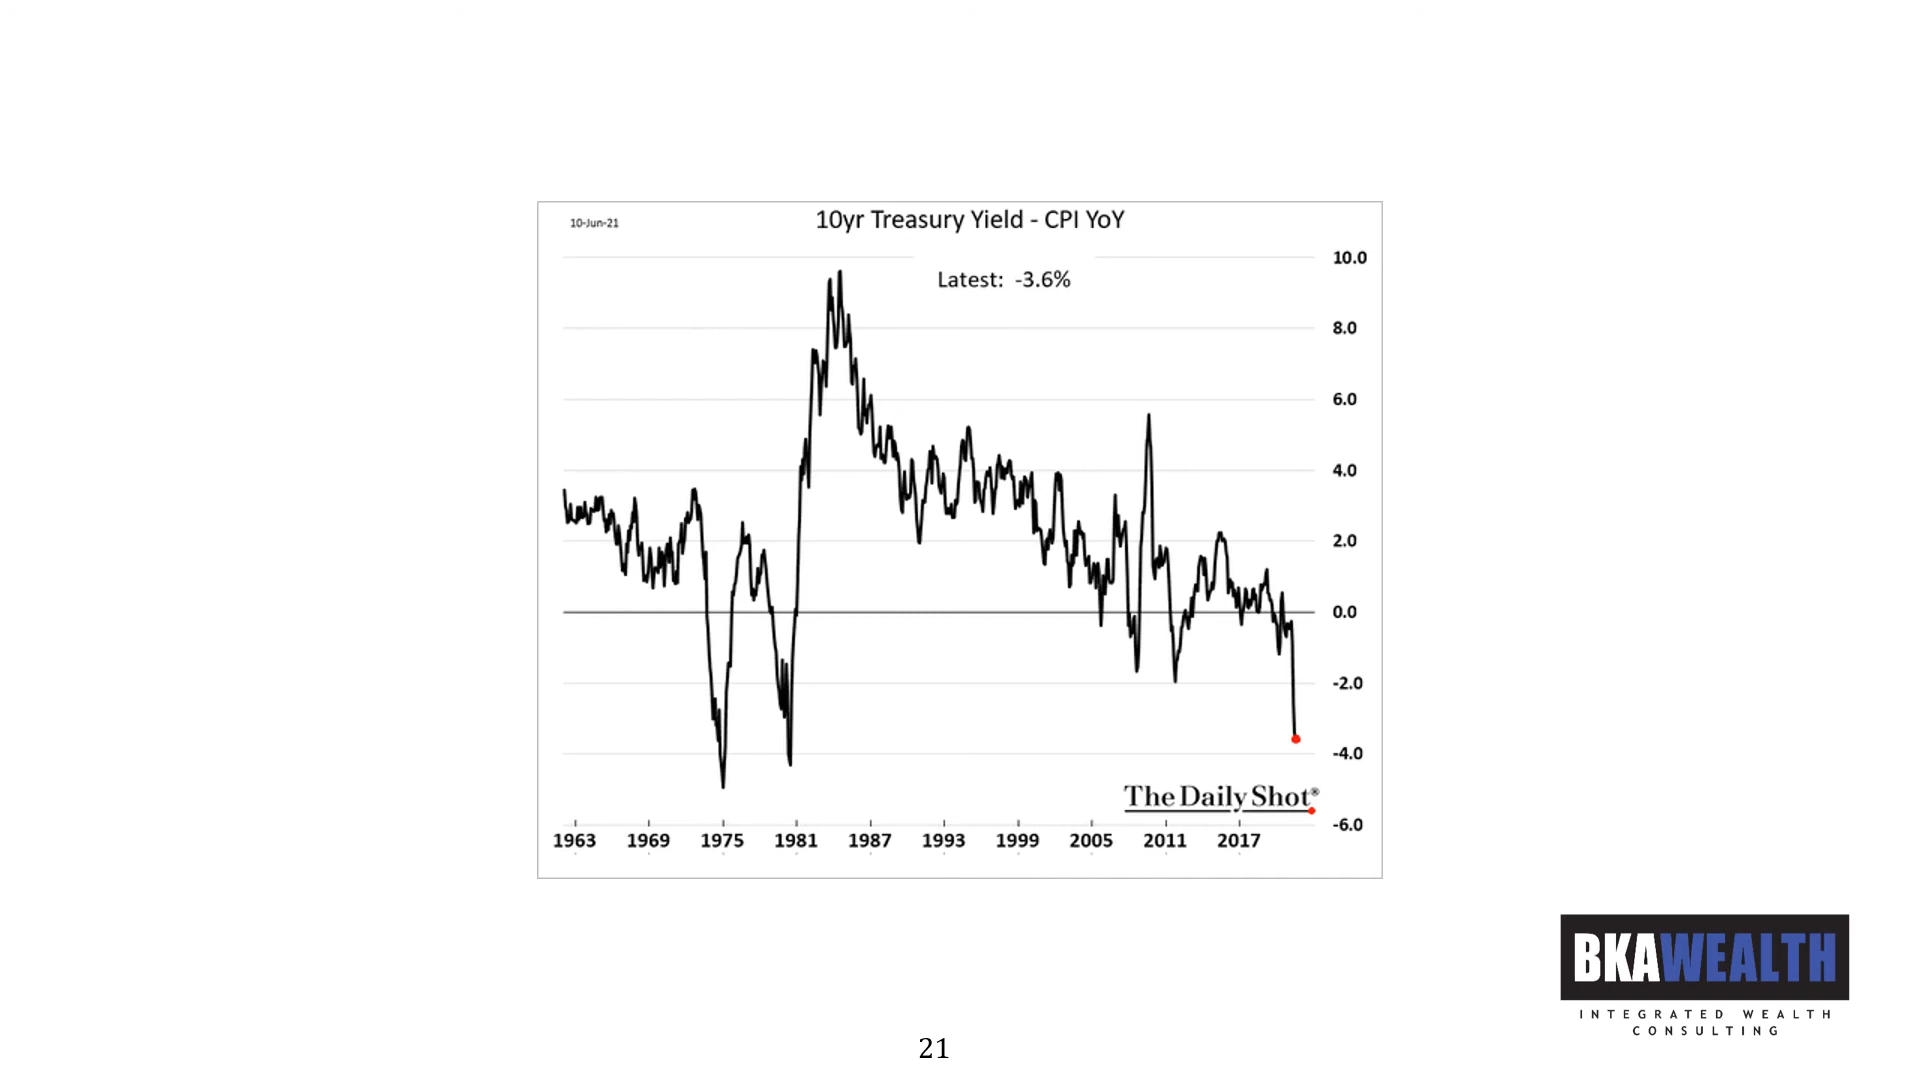 10-Jun-21
10yr Treasury Yield - CPI YoY
Latest: -3.6%
10.0
8.0
6.0
4.0
2.0
0.0
-2.0
-4.0
-6.0
The Daily Shot®
1963 1969 1975 1981 1987 1993 1999 2005 2011 2017
BKAWEALTH
INTEGRATED WEALTH
CONSULTING
21